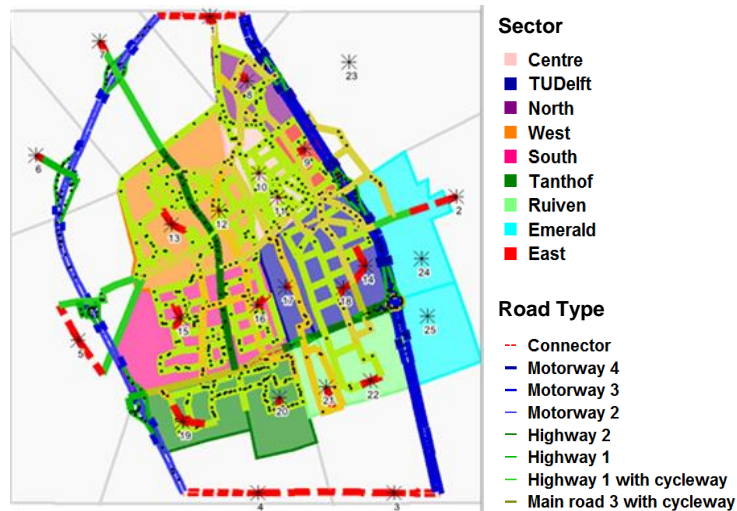 1
7
23
8
9
6
10
11
2
12
13
24
14
17
18
16
15
25
5
22
21
20
19
4
3
Sector
Centre
TUDelft
North
West
South
Tanthof
Ruiven
Emerald
East
Road Type
Connector
Motorway 4
Motorway 3
Motorway 2
Highway 2
Highway 1
Highway 1 with cycleway
Main road 3 with cycleway